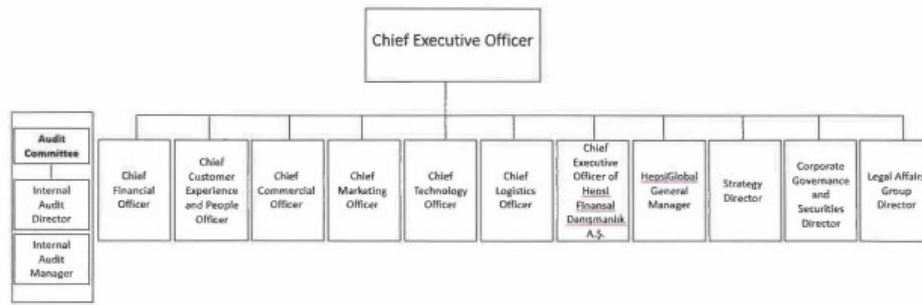 Chief Executive Officer
Audit
Committee
Internal
Audit
Director
Internal
Audit
Manager
Chief
Financial
Officer
Chief
Customer
Experience
and People
Officer
Chief
Commercial
Officer
Chief
Marketing
Officer
Chief
Technology
Officer
Chief
Logistics
Officer
Chief
Executive
Officer of
Hepsi
Finansal
Danışmanlık
A.Ş.
HepsiGlobal
General
Manager
Strategy
Director
Corporate
Governance
and
Securities
Director
Legal Affairs
Group
Director